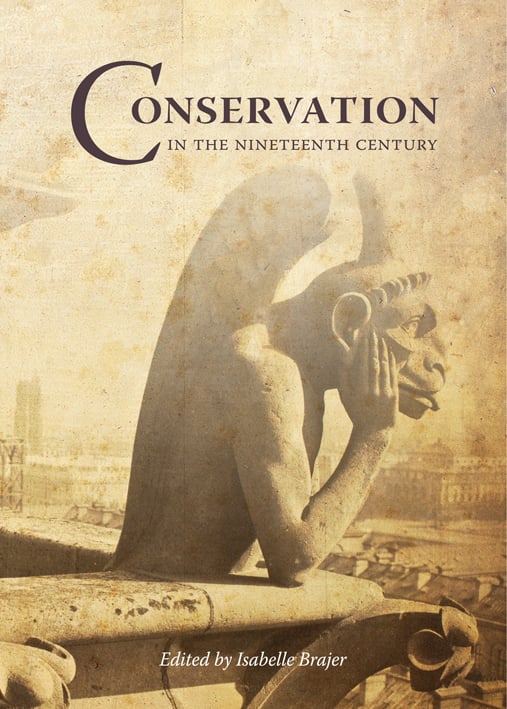 CONSERVATION
IN THE NINETEENTH CENTURY
Edited by Isabelle Brajer